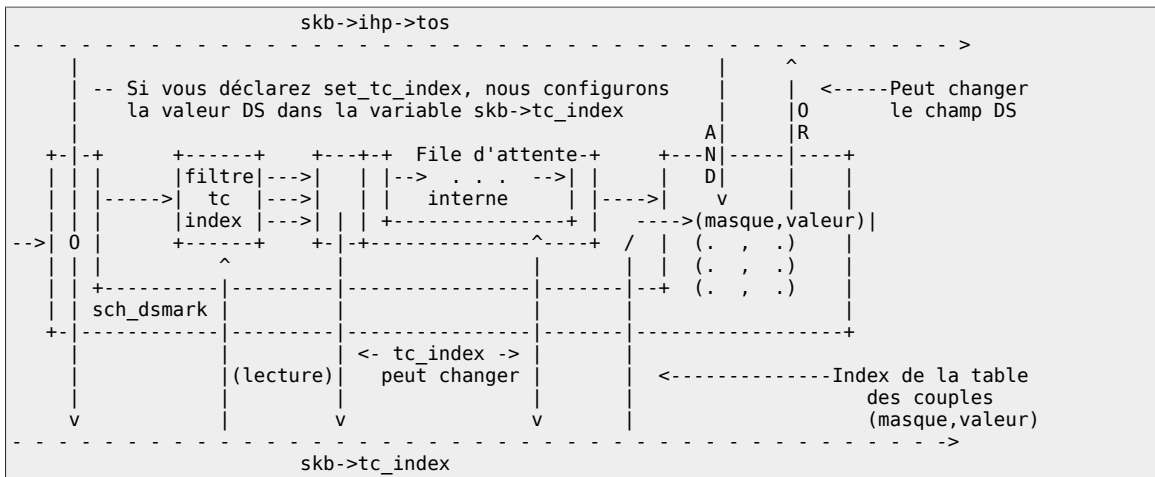 skb->ihp->tos
- - - - - - - - - - - - - - - - - - - - - - - - - - - - - - - - - - - - - - - - - - - - >
     |                                                       |      ^
     | -- Si vous déclarez set_tc_index, nous configurons    |      |  <-----Peut changer
     |    la valeur DS dans la variable skb->tc_index        |      |O       le champ DS
     |                                                      A|      |R
   +-|-+      +------+    +---+-+  File d'attente-+     +---N|-----|----+
   | | |      |filtre|--->|   | |--> . . . -->| |     |   D|     |    |
   | | |----->|  tc  |--->|   | |   interne    | |---->|    v     |    |
   | | |      |index |--->| | | +---------------+ |   ---->(masque,valeur)|
-->| O |      +------+    +-|-+--------------^----+  /  |  (.  ,  .)    |
   | | |          ^         |                |       |  |  (.  ,  .)    |
   | | +----------|---------|----------------|-------|--+  (.  ,  .)    |
   | | sch_dsmark |         |                |       |                  |
   +-|------------|---------|----------------|-------|------------------+
     |            |         | <- tc_index -> |       |
     |            |(lecture)|  peut changer  |       |  <--------------Index de la table
     |            |         |                |       |                    des couples
     v            |         v                v       |                    (masque,valeur)
- - - - - - - - - - - - - - - - - - - - - - - - - - - - - - - - - - - - - - - - - - - ->
skb->tc_index